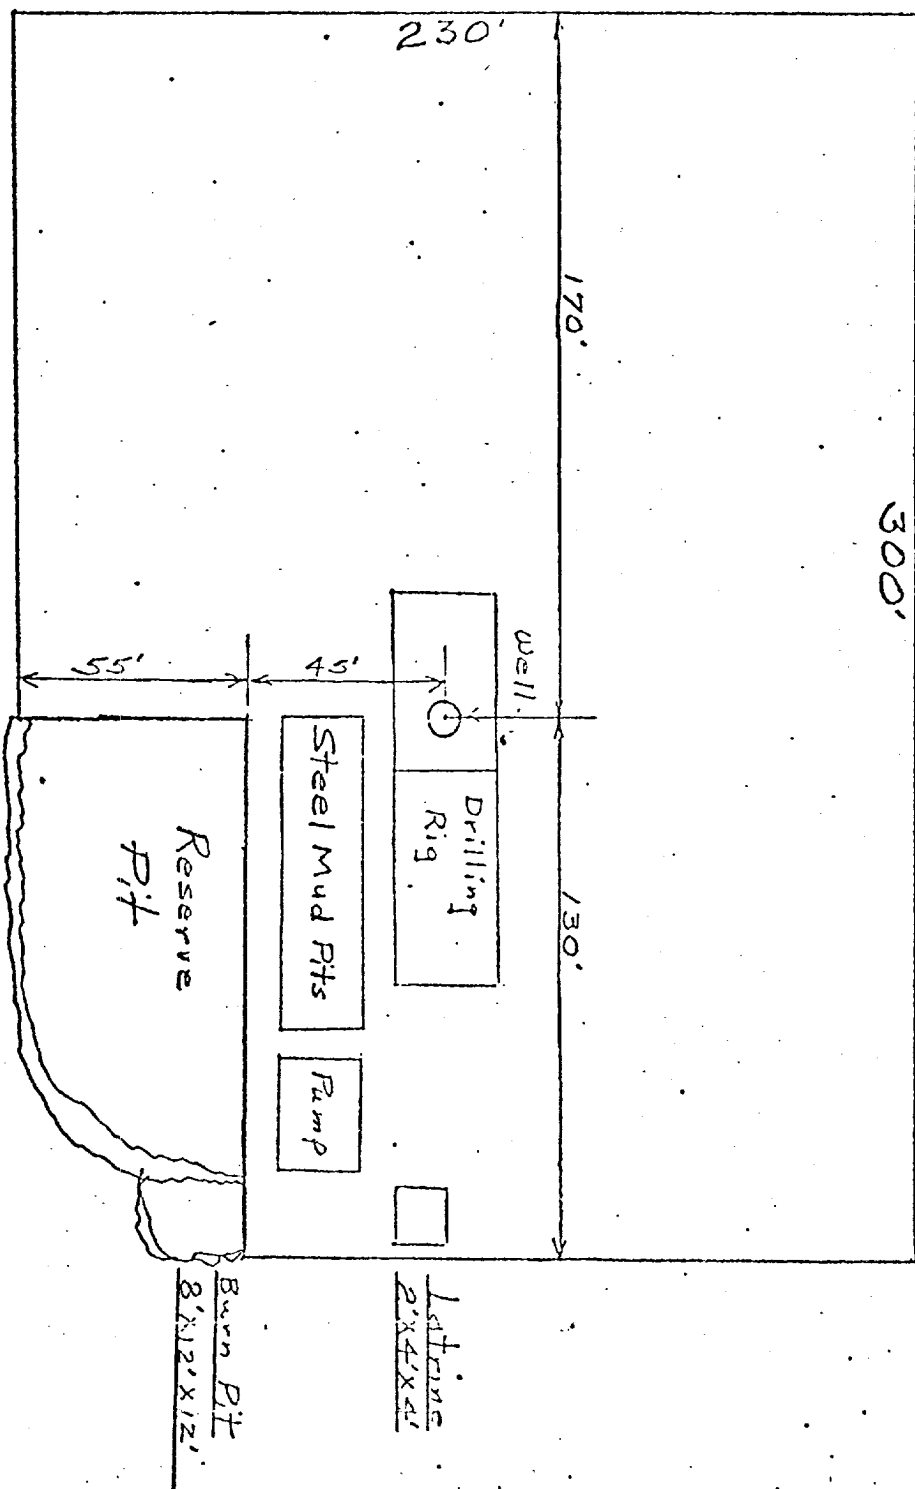 230'
170'
300'
Well
55'
45'
Drilling
Rig
Steel Mud Pits
Reserve
Pit
130'
Pump
Latrine
2'X4'X4'
Burn Pit
8'X12'X12'